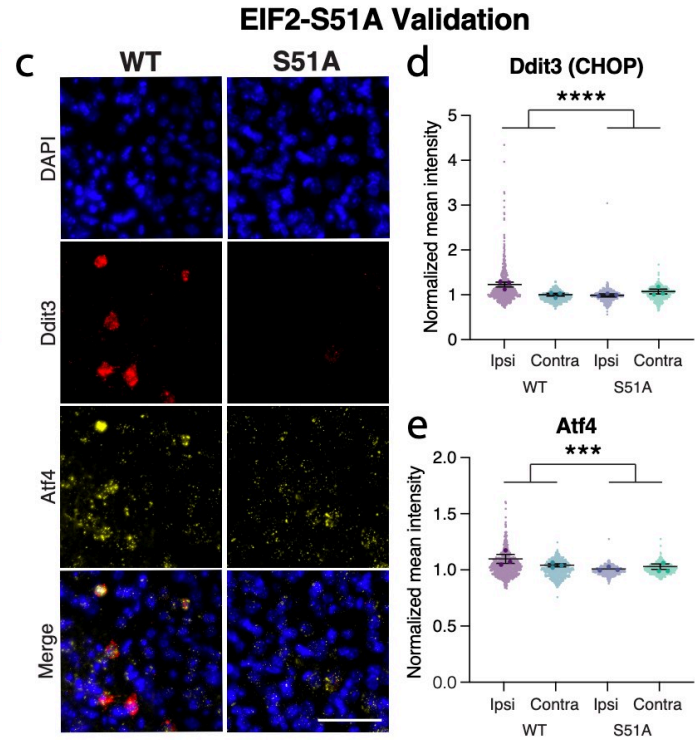 EIF2-S51A Validation
c
WT
S51A
DAPI
Ddit3
Atf4
Merge
d
Ddit3 (CHOP)
****
Normalized mean intensity
5
4
3
2
1
0
Ipsi Contra Ipsi Contra
WT S51A
e
Atf4
***
Normalized mean intensity
2.0
1.5
1.0
0.5
0.0
Ipsi Contra Ipsi Contra
WT S51A